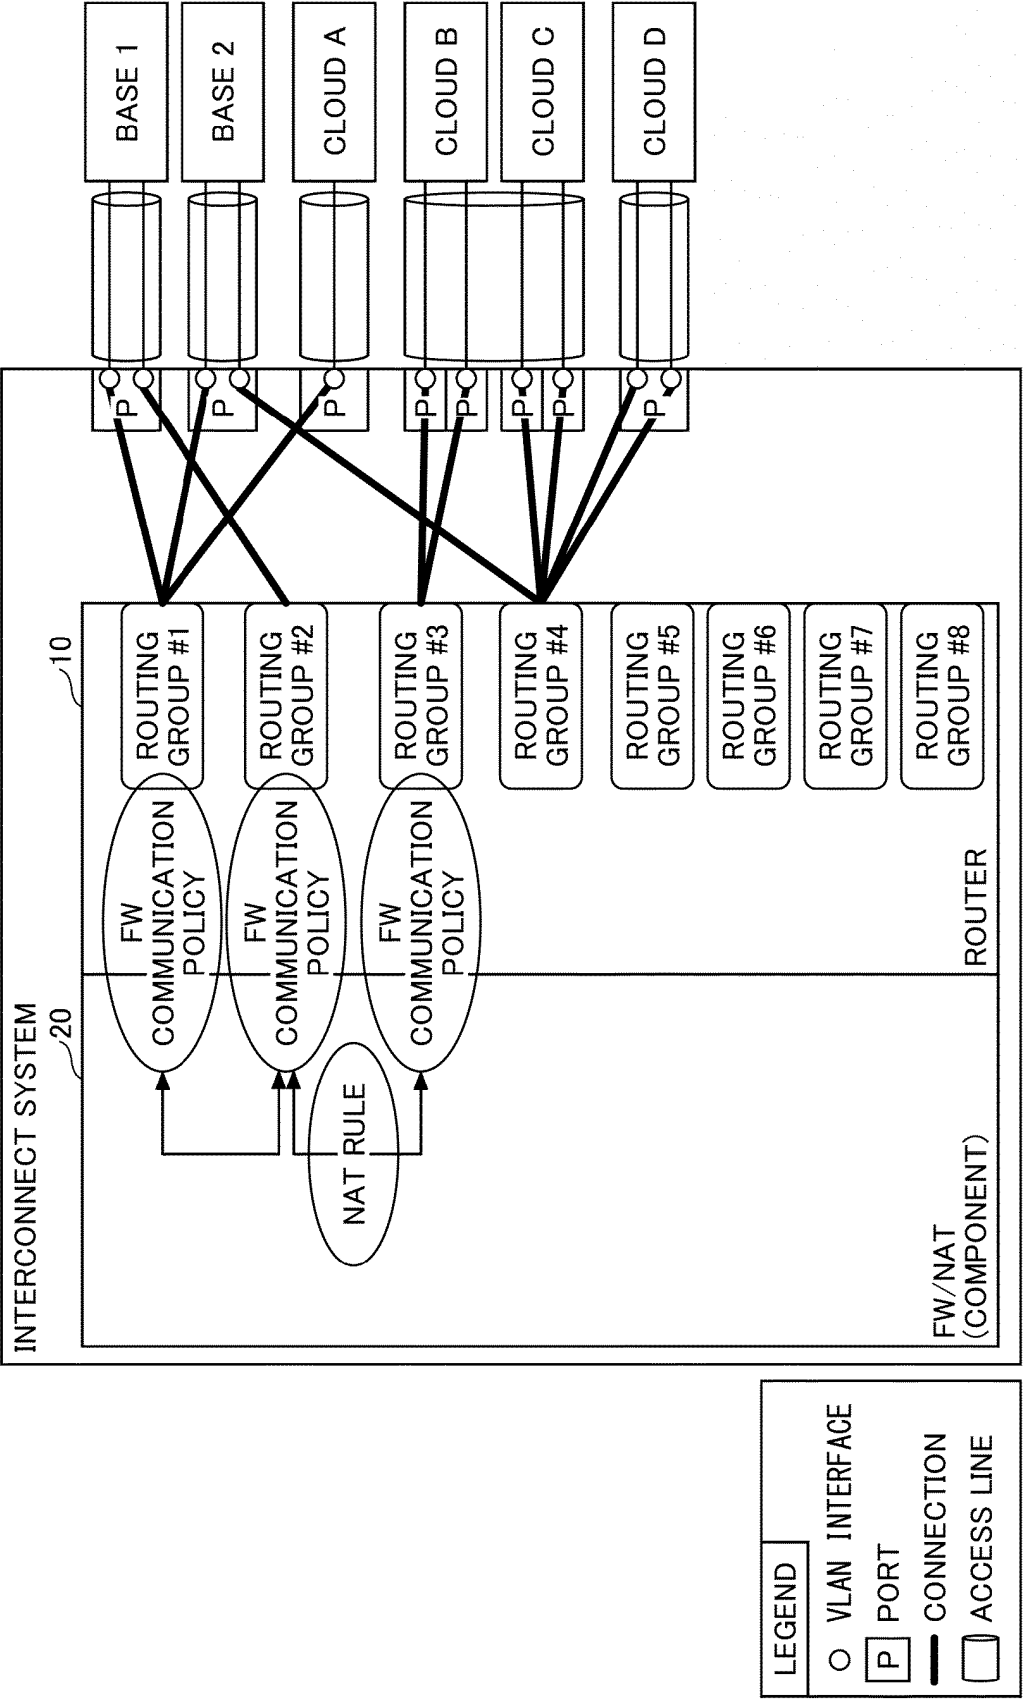 INTERCONNECT SYSTEM
20
10
FW
COMMUNICATION
POLICY
ROUTING
GROUP #1
FW
COMMUNICATION
POLICY
ROUTING
GROUP #2
NAT RULE
FW
COMMUNICATION
POLICY
ROUTING
GROUP #3
ROUTING
GROUP #4
ROUTING
GROUP #5
ROUTING
GROUP #6
ROUTING
GROUP #7
ROUTING
GROUP #8
FW/NAT
(COMPONENT)
ROUTER
P
P
P
P
P
P
P
P
BASE 1
BASE 2
CLOUD A
CLOUD B
CLOUD C
CLOUD D
LEGEND
VLAN INTERFACE
P PORT
CONNECTION
ACCESS LINE